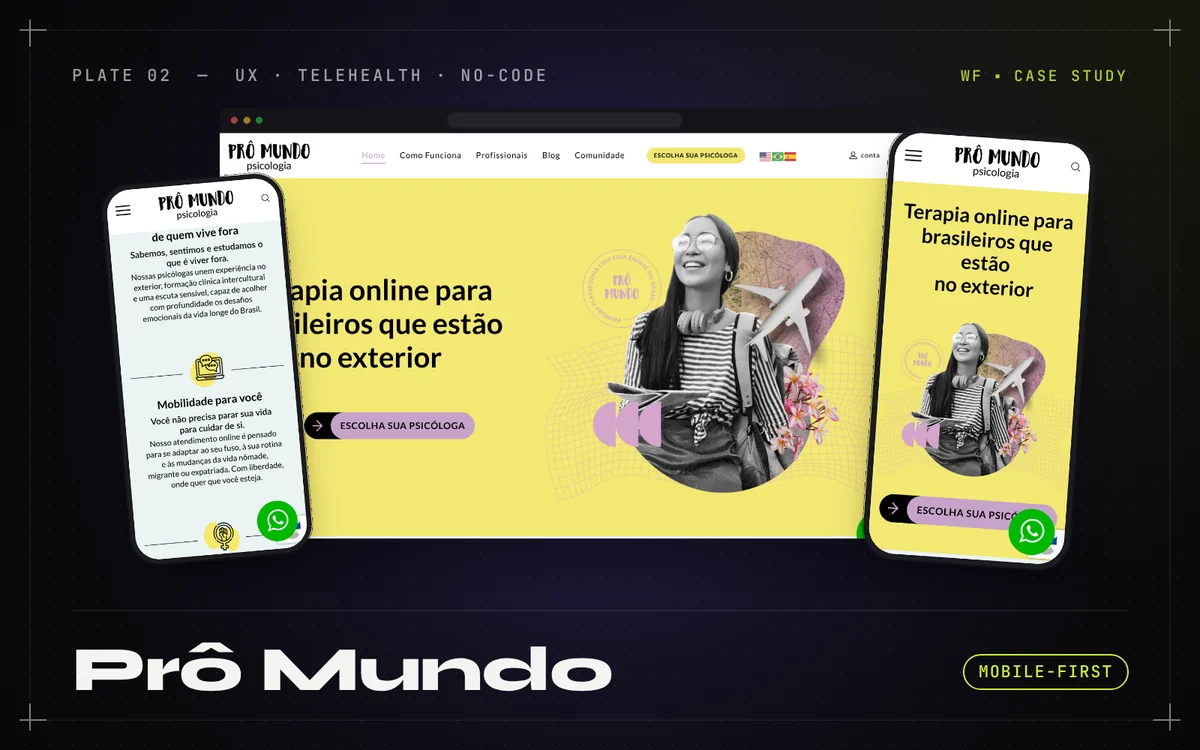 PLATE 02 — UX · TELEHEALTH · NO-CODE
WF ▪ CASE STUDY
PRÔ MUNDO
psicologia
Home
Como Funciona
Profissionais
Blog
Comunidade
ESCOLHA SUA PSICÓLOGA
conta
apia online para
ileiros que estão
no exterior
ESCOLHA SUA PSICÓLOGA
PRÔ
MUNDO
PRÔ MUNDO
psicologia
de quem vive fora
Sabemos, sentimos e estudamos o
que é viver fora.
Nossas psicólogas unem experiência no
exterior, formação clínica intercultural
e uma escuta sensível, capaz de acolher
com profundidade os desafios
emocionais da vida longe do Brasil.
Mobilidade para você
Você não precisa parar sua vida
para cuidar de si.
Nosso atendimento online é pensado
para se adaptar ao seu fuso, à sua rotina
e às mudanças da vida nômade,
migrante ou expatriada. Com liberdade,
onde quer que você esteja.
PRÔ MUNDO
psicologia
Terapia online para
brasileiros que
estão
no exterior
PRÔ
MUNDO
ESCOLHA SUA PSICÓ
Prô Mundo
MOBILE-FIRST